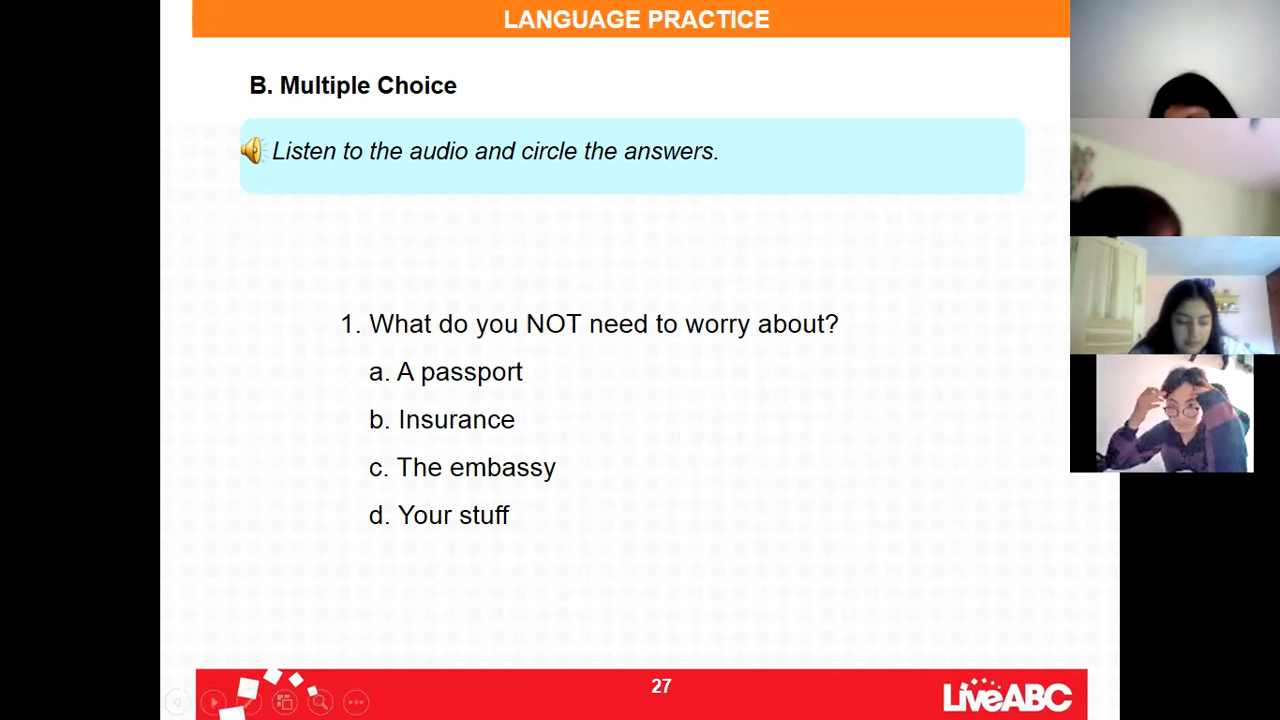 LANGUAGE PRACTICE
B. Multiple Choice
Listen to the audio and circle the answers.
1. What do you NOT need to worry about?
a. A passport
b. Insurance
c. The embassy
d. Your stuff
27
LiveABC